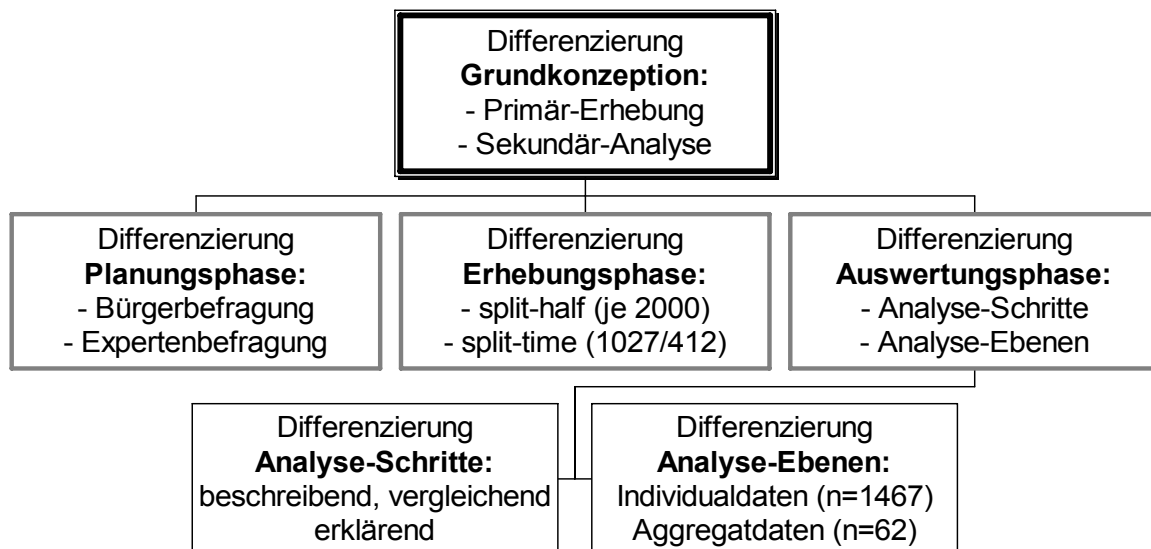 Differenzierung
Grundkonzeption:
- Primär-Erhebung
- Sekundär-Analyse
Differenzierung
Planungsphase:
- Bürgerbefragung
- Expertenbefragung
Differenzierung
Erhebungsphase:
- split-half (je 2000)
- split-time (1027/412)
Differenzierung
Auswertungsphase:
- Analyse-Schritte
- Analyse-Ebenen
Differenzierung
Analyse-Schritte:
beschreibend, vergleichend
erklärend
Differenzierung
Analyse-Ebenen:
Individualdaten (n=1467)
Aggregatdaten (n=62)